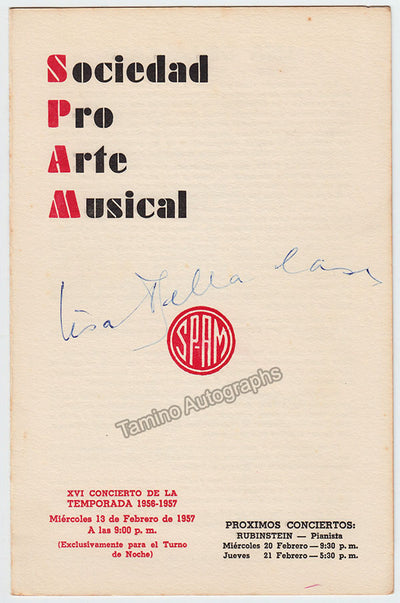 Sociedad
Pro
Arte
Musical
Lisa Della Casa
SPAM
Tamino Autographs
XVI CONCIERTO DE LA
TEMPORADA 1956-1957
Miércoles 13 de Febrero de 1957
A las 9:00 p. m.
(Exclusivamente para el Turno
de Noche)
PROXIMOS CONCIERTOS:
RUBINSTEIN — Pianista
Miércoles 20 Febrero—9:30 p. m.
Jueves 21 Febrero—5:30 p. m.